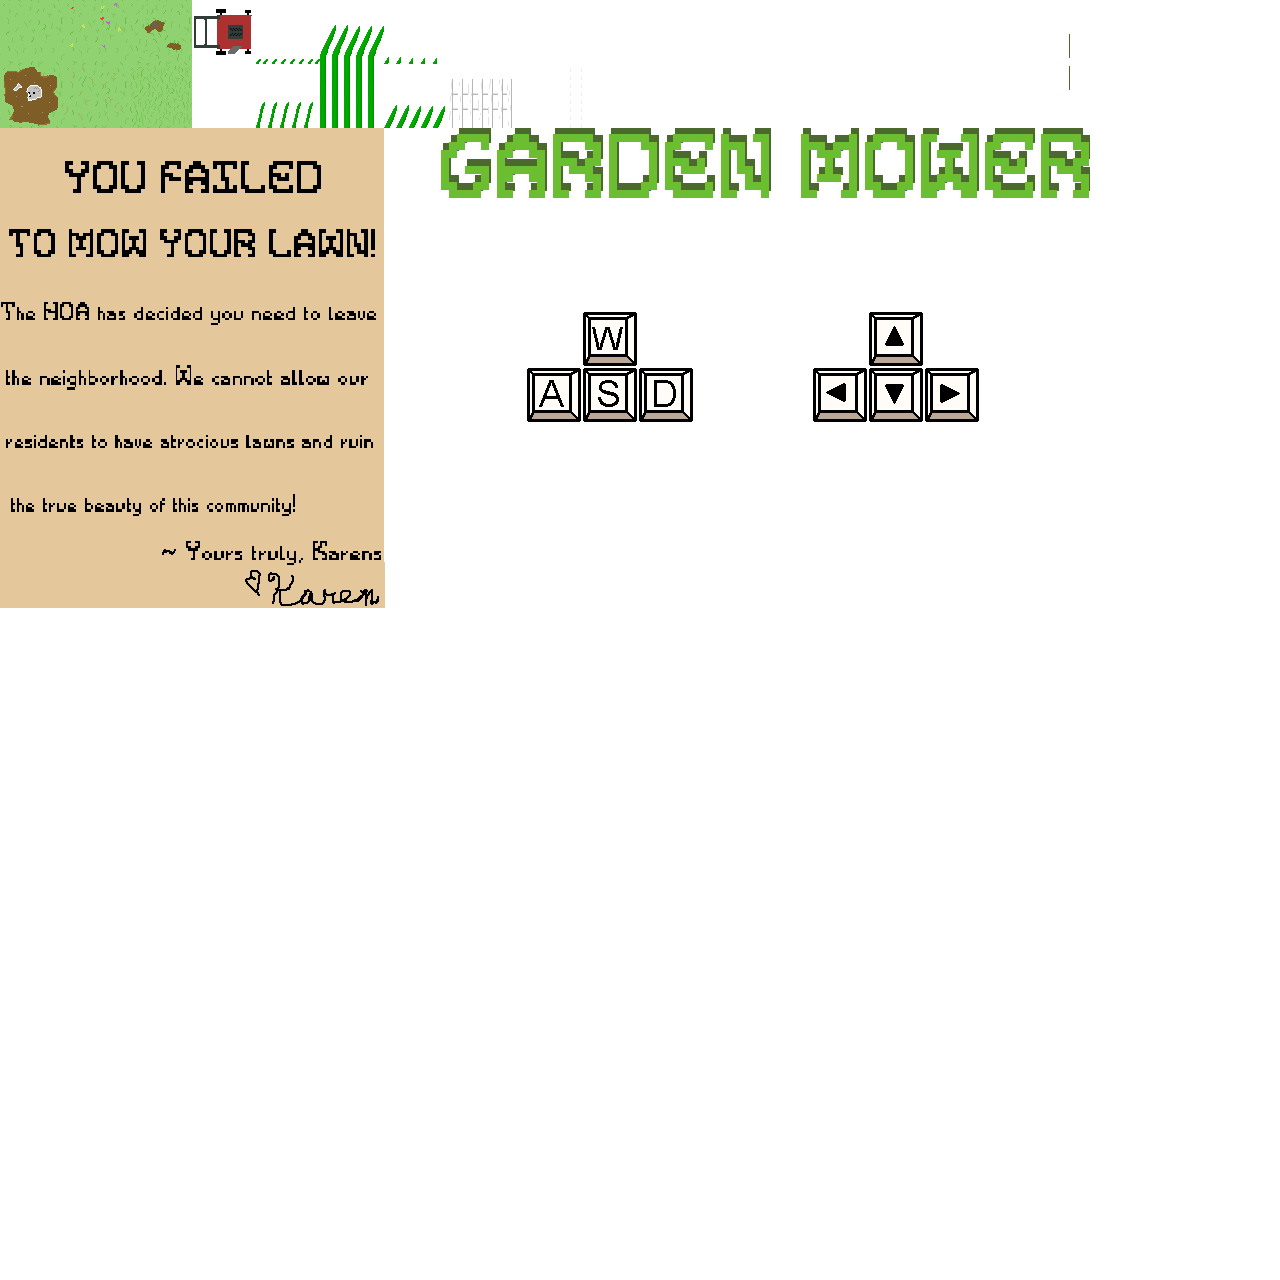 GARDEN MOWER
YOU FAILED
TO MOW YOUR LAWN!
The HOA has decided you need to leave
the neighborhood. We cannot allow our
residents to have atrocious lawns and ruin
the true beauty of this community!
~ Yours truly, Karens
Karen
W
A S D